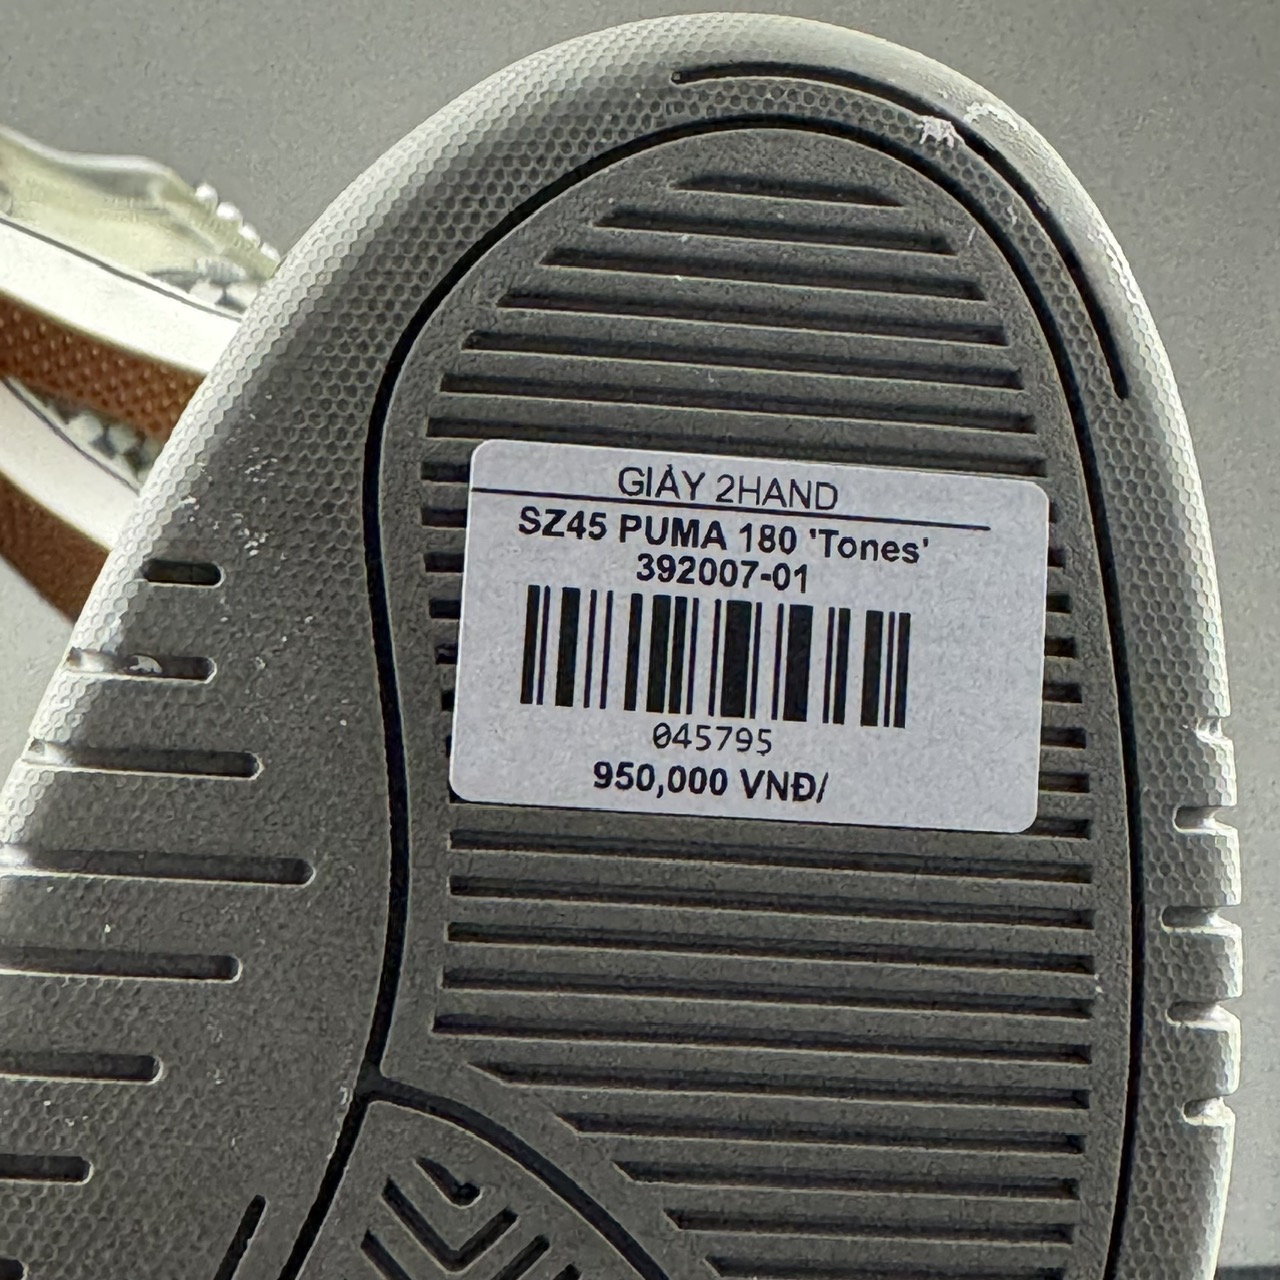 GIÀY 2HAND
SZ45 PUMA 180 'Tones'
392007-01
045795
950,000 VNĐ/